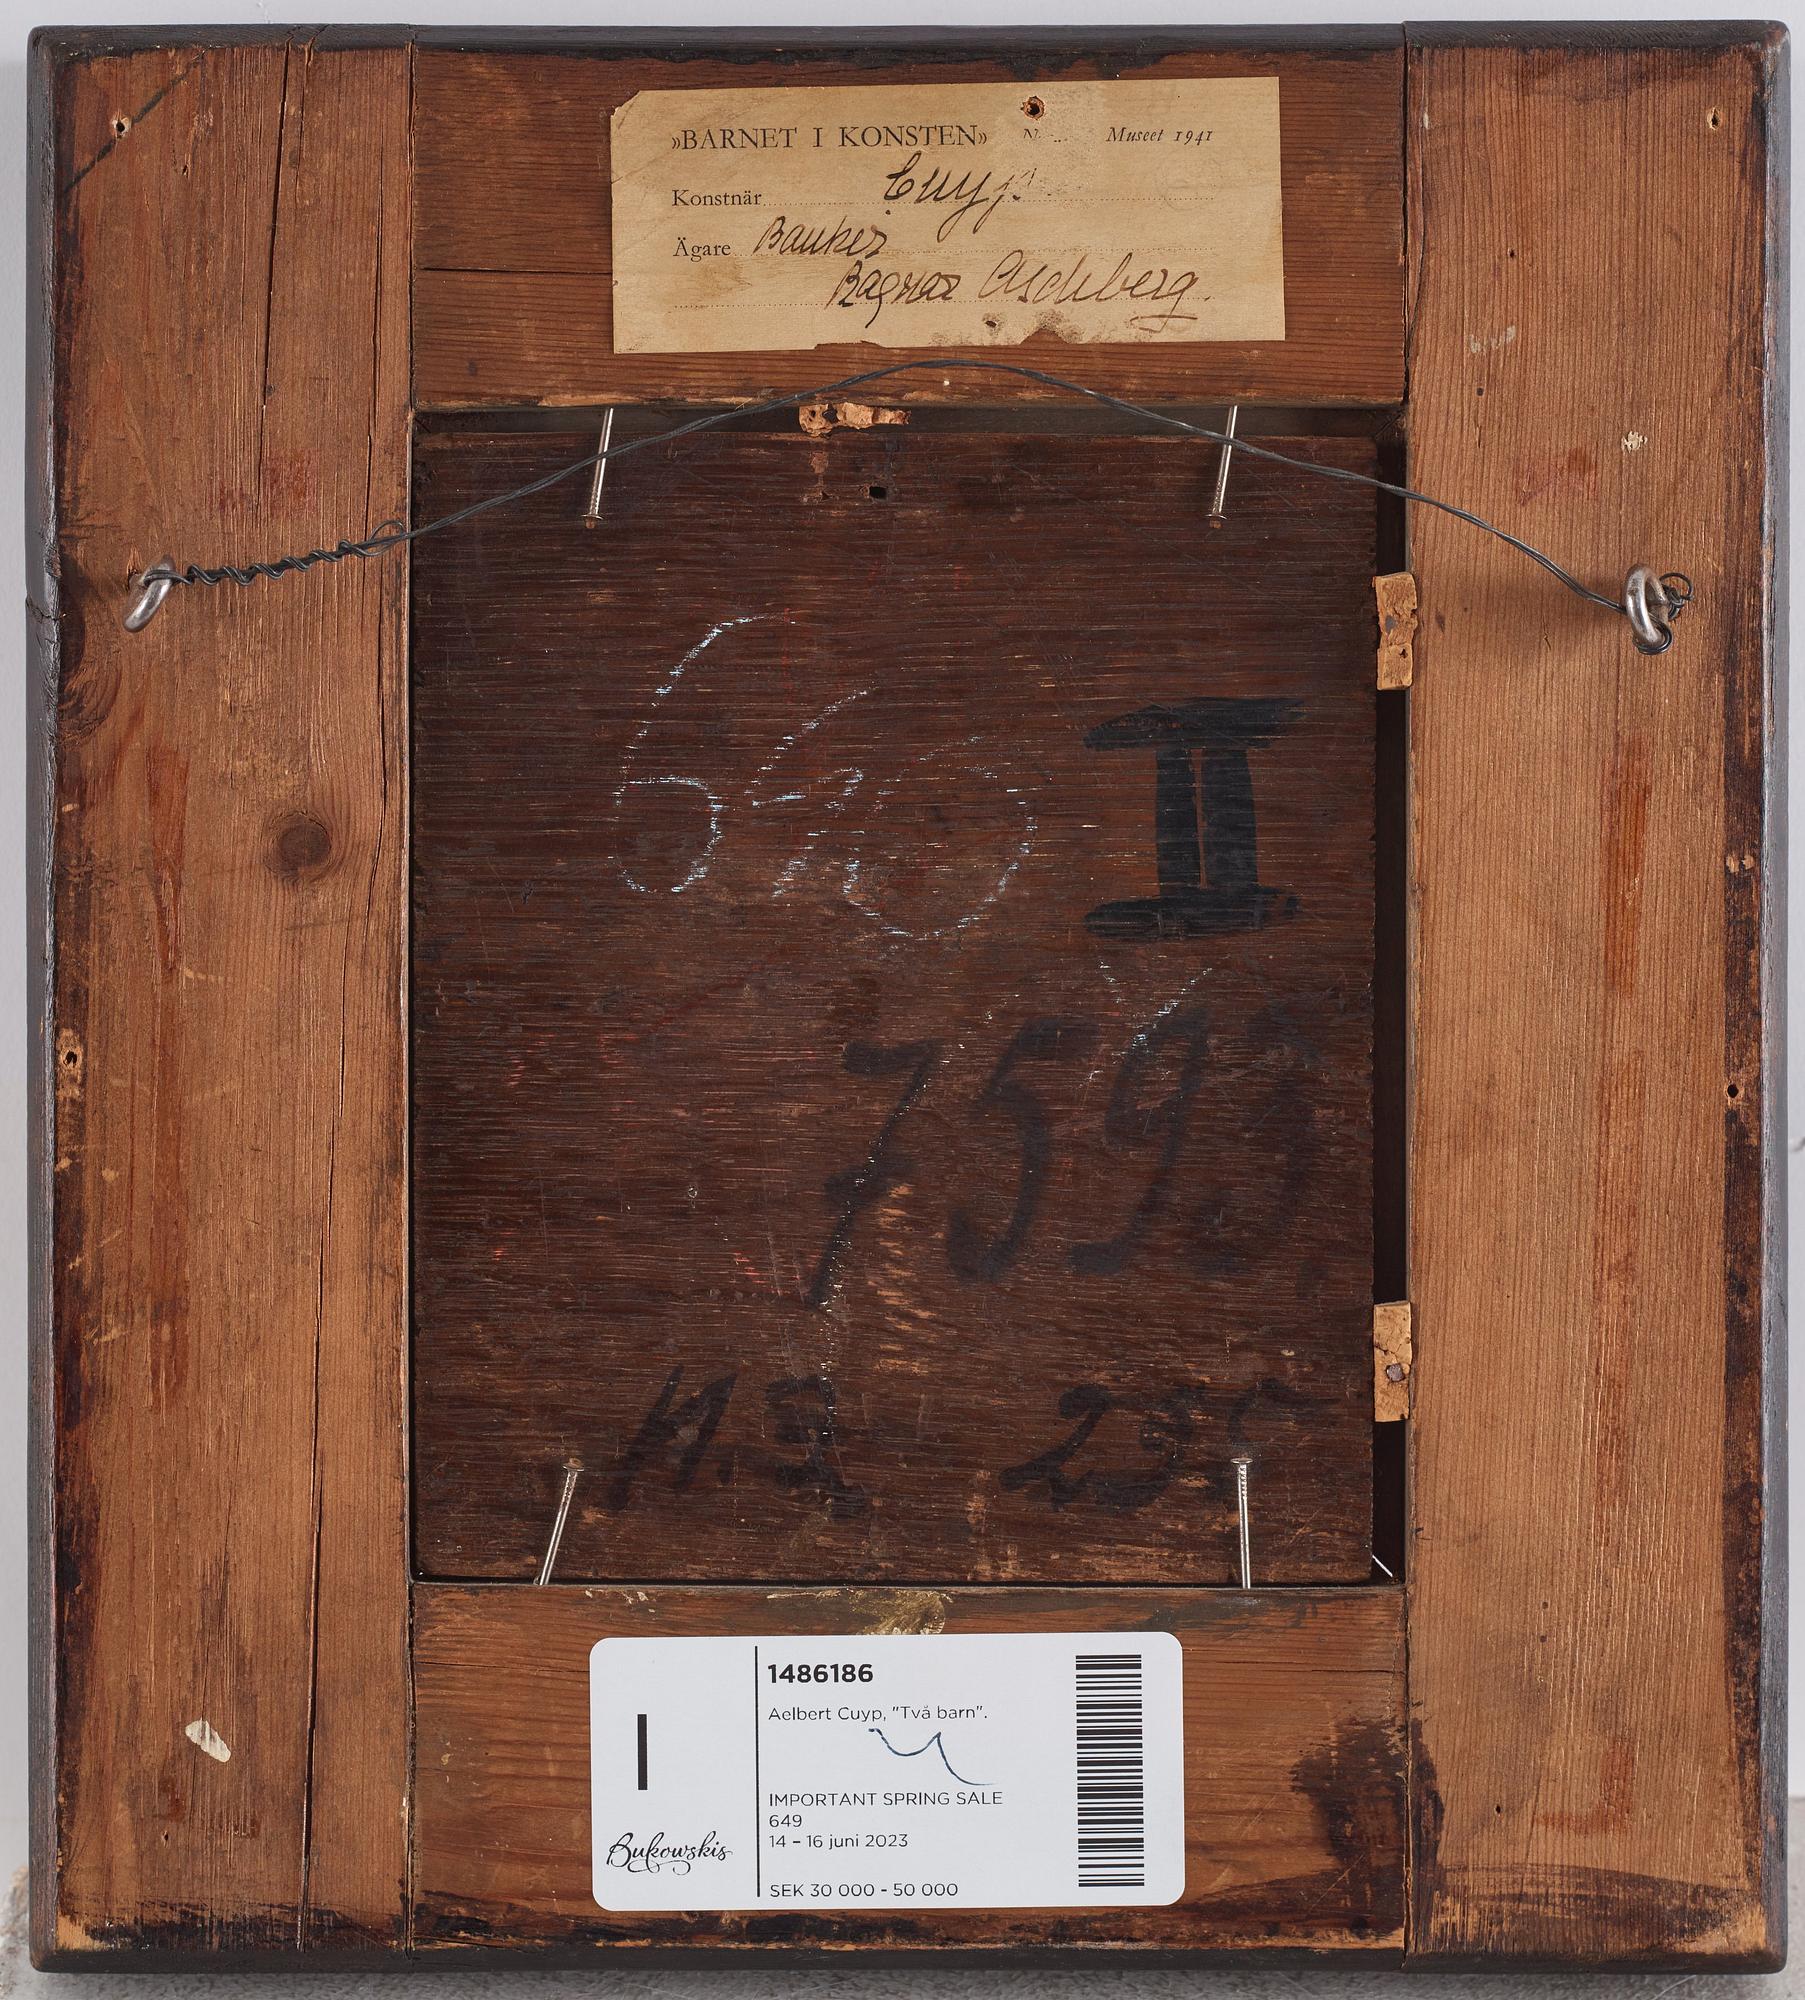 »BARNET I KONSTEN» Museet 1941
Konstnär Cuyp.
Ägare Bankir
Ragnar Aschberg.
II
759
235
1486186
Aelbert Cuyp, "Två barn".
IMPORTANT SPRING SALE
649
14 – 16 juni 2023
SEK 30 000 - 50 000
I
Bukowskis